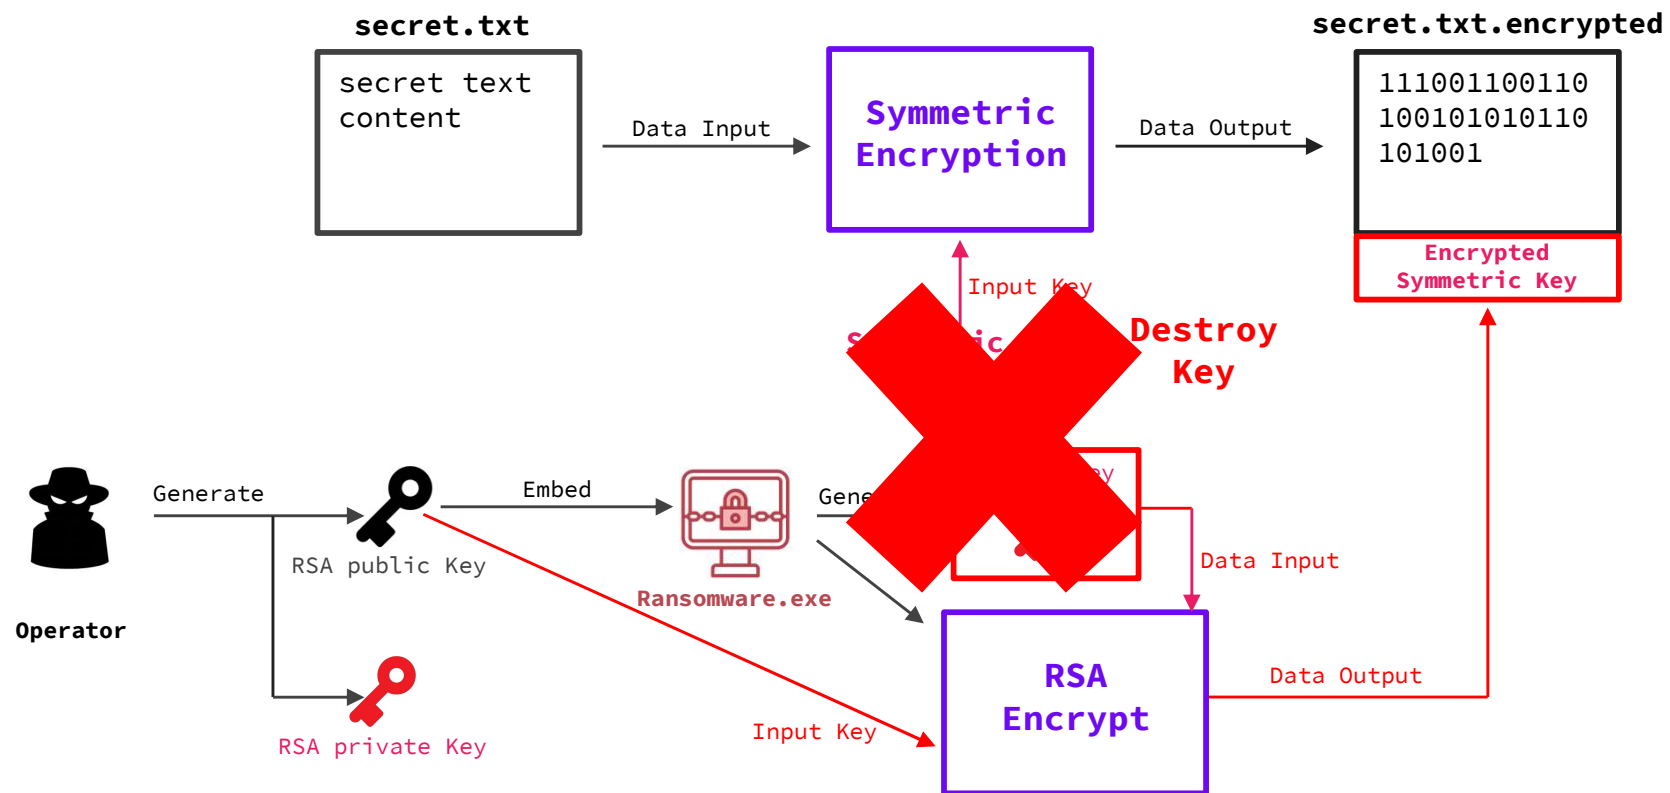 secret.txt
secret.txt.encrypted
secret text
content
Data Input
Symmetric
Encryption
Data Output
111001100110
100101010110
101001
Encrypted
Symmetric Key
Input Key
Destroy
Key
Generate
Embed
RSA public Key
Ransomware.exe
Data Input
Operator
RSA
Encrypt
Data Output
Input Key
RSA private Key